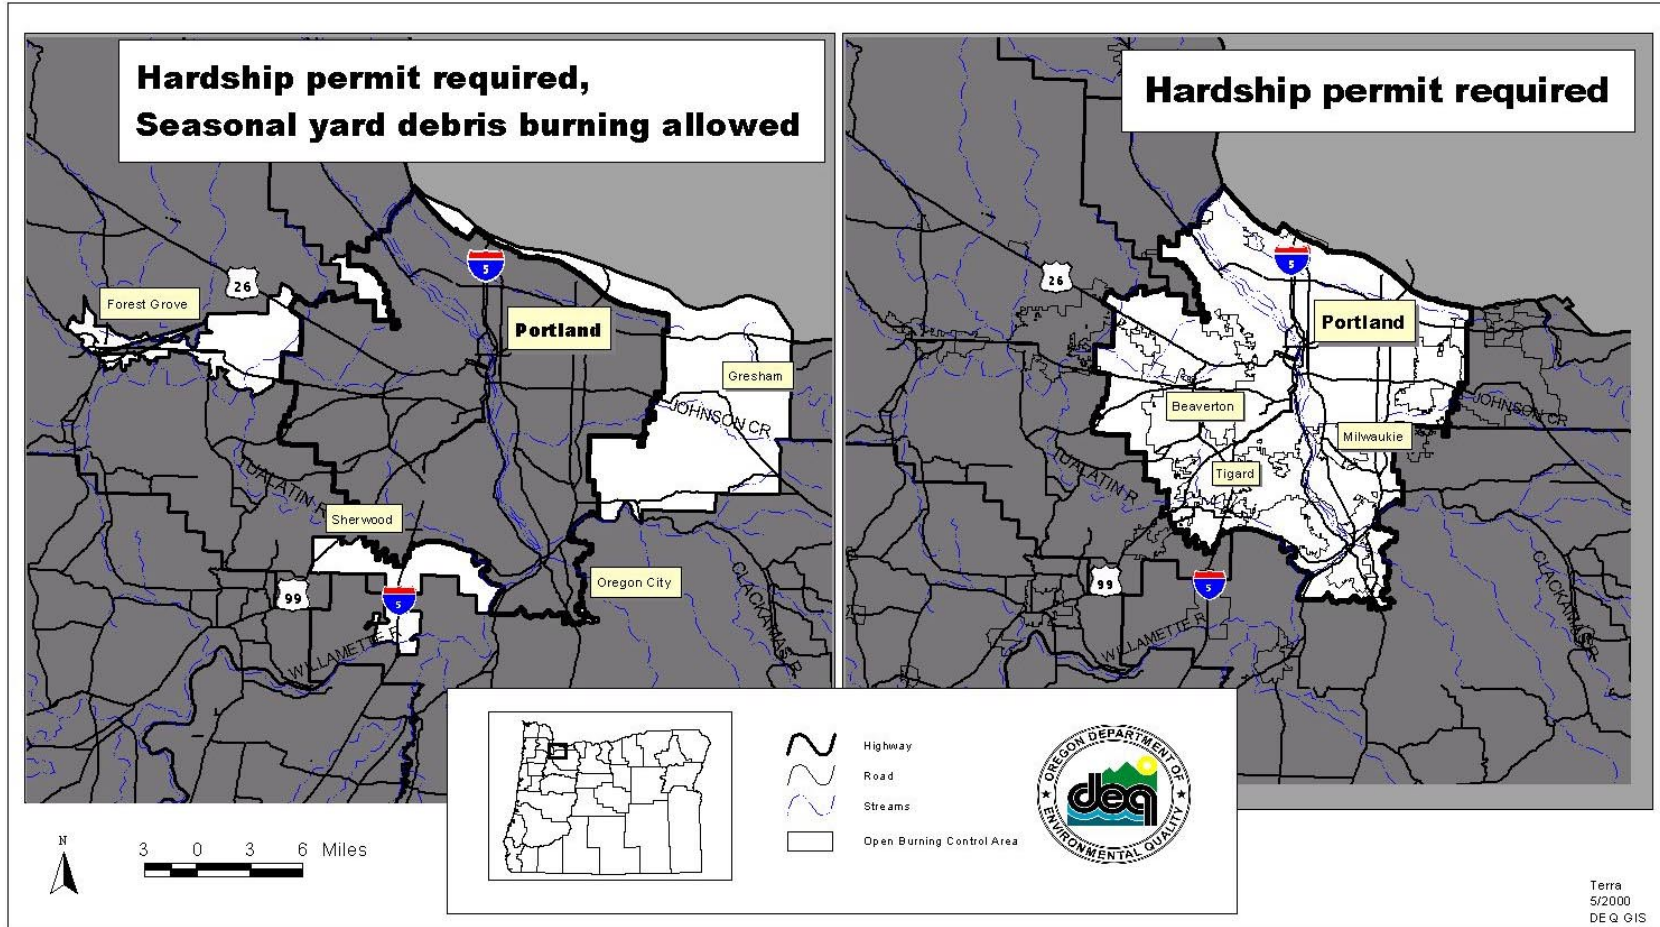 Hardship permit required,
Seasonal yard debris burning allowed
Forest Grove
26
5
Portland
Gresham
JOHNSON CR
TUALATIN R
Sherwood
99
5
Oregon City
WILLAMETTE R
CLACKAMAS R
Hardship permit required
26
5
Portland
Beaverton
JOHNSON CR
Milwaukie
Tigard
TUALATIN R
99
5
WILLAMETTE R
CLACKAMAS R
Highway
Road
Streams
Open Burning Control Area
OREGON DEPARTMENT OF
deq
ENVIRONMENTAL QUALITY
N
3 0 3 6 Miles
Terra
5/2000
DEQ GIS